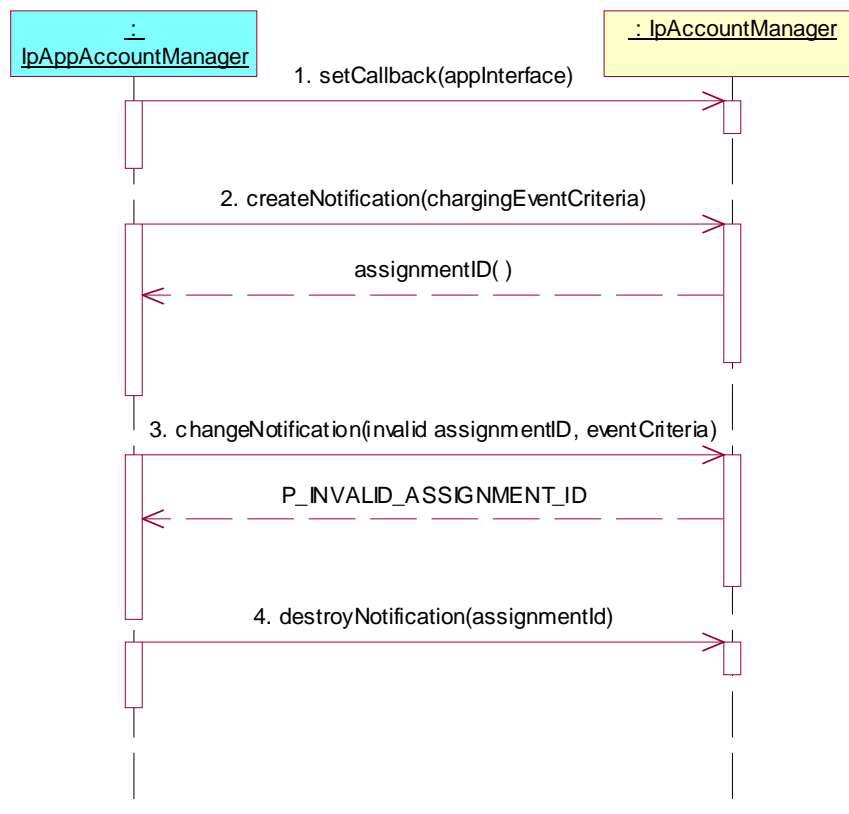 :
IpAppAccountManager
: IpAccountManager
1. setCallback(appInterface)
2. createNotification(chargingEventCriteria)
assignmentID( )
3. changeNotification(invalid assignmentID, eventCriteria)
P_INVALID_ASSIGNMENT_ID
4. destroyNotification(assignmentId)